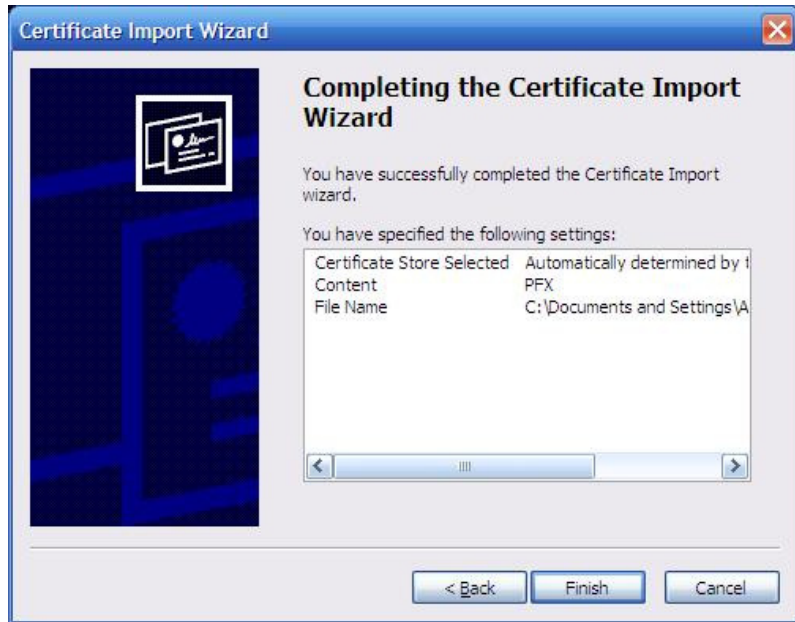 Certificate Import Wizard
Completing the Certificate Import
Wizard
You have successfully completed the Certificate Import
wizard.
You have specified the following settings:
Certificate Store Selected Automatically determined by t
Content PFX
File Name C:\Documents and Settings\A
< Back Finish Cancel